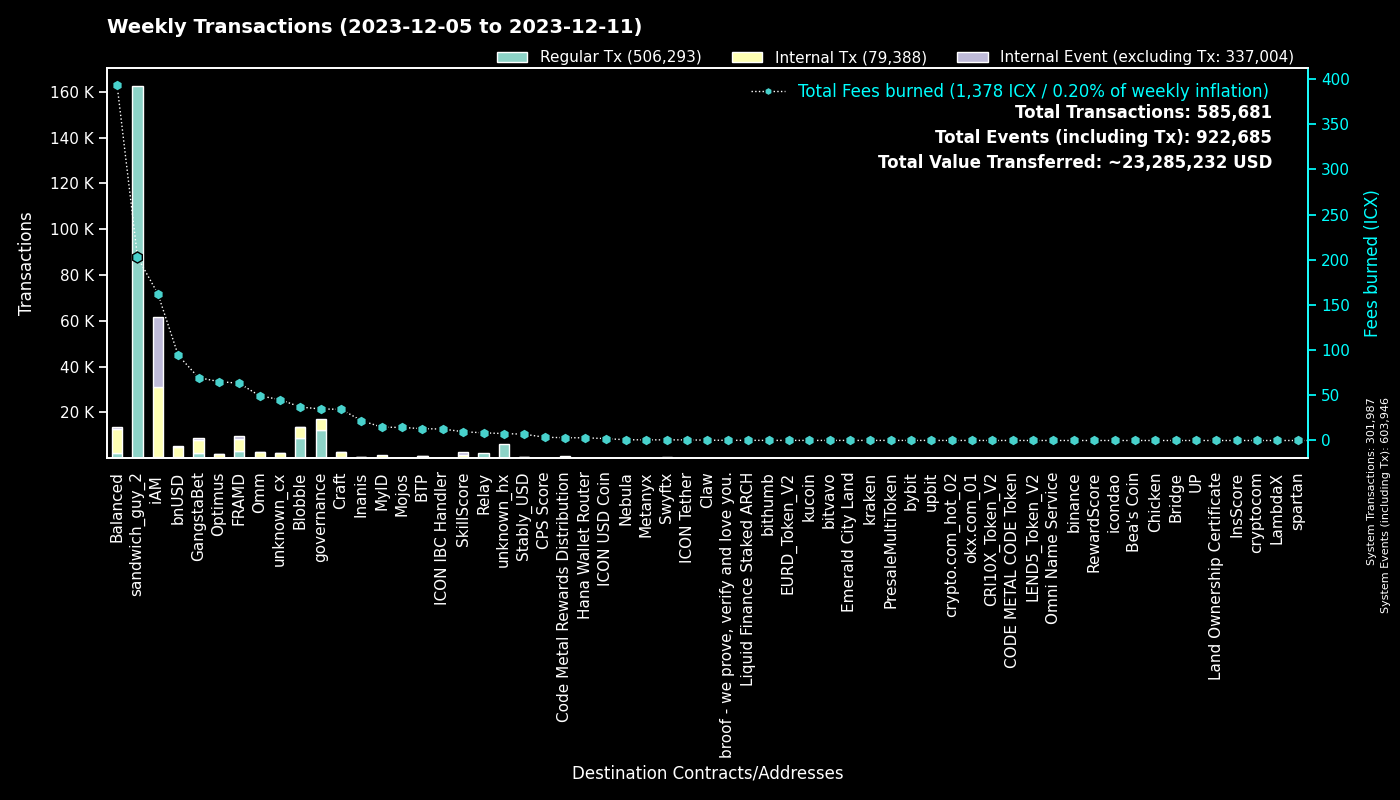 Weekly Transactions (2023-12-05 to 2023-12-11)
Regular Tx (506,293)
Internal Tx (79,388)
Internal Event (excluding Tx: 337,004)
Total Fees burned (1,378 ICX / 0.20% of weekly inflation)
Total Transactions: 585,681
Total Events (including Tx): 922,685
Total Value Transferred: ~23,285,232 USD
Transactions
160 K
140 K
120 K
100 K
80 K
60 K
40 K
20 K
400
350
300
250
200
150
100
50
0
Fees burned (ICX)
System Transactions: 301,987
System Events (including Tx): 603,946
Balanced
sandwich_guy_2
iAM
bnUSD
GangstaBet
Optimus
FRAMD
Omm
unknown_cx
Blobble
governance
Craft
Inanis
MyID
Mojos
BTP
ICON IBC Handler
SkillScore
Relay
unknown_hx
Stably_USD
CPS Score
Code Metal Rewards Distribution
Hana Wallet Router
ICON USD Coin
Nebula
Metanyx
Swyftx
ICON Tether
Claw
broof - we prove, verify and love you.
Liquid Finance Staked ARCH
bithumb
EURD_Token_V2
kucoin
bitvavo
Emerald City Land
kraken
PresaleMultiToken
bybit
upbit
crypto.com_hot_02
okx.com_01
CRI10X_Token_V2
CODE METAL CODE Token
LEND5_Token_V2
Omni Name Service
binance
RewardScore
icondao
Bea's Coin
Chicken
Bridge
UP
Land Ownership Certificate
InsScore
cryptocom
LambdaX
spartan
Destination Contracts/Addresses